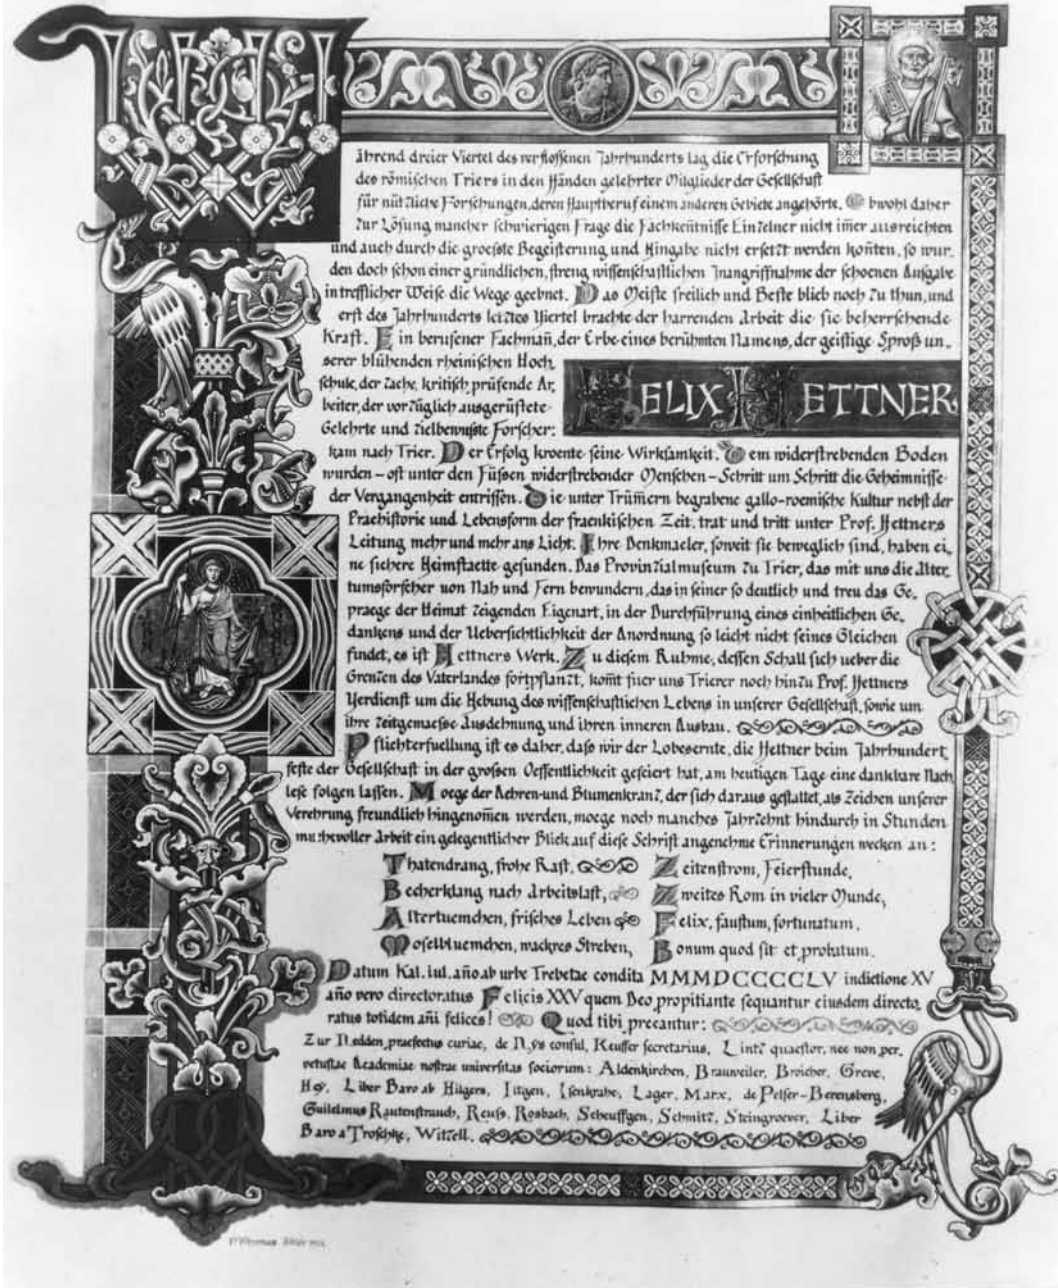 Während dreier Viertel des verflossenen Jahrhunderts lag die Erforschung
des römischen Triers in den Händen gelehrter Mitglieder der Gesellschaft
für nützliche Forschungen, deren Hauptberuf einem anderen Gebiete angehörte. Obwohl daher
zur Lösung mancher schwierigen Frage die Fachkentnisse Einzelner nicht im̄er ausreichten
und auch durch die groesste Begeisterung und Hingabe nicht ersetzt werden kon̄ten, so wur-
den doch schon einer gründlichen, streng wissenschaftlichen Inangriffnahme der schoenen Aufgabe
in trefflicher Weise die Wege geebnet. Das Meiste freilich und Beste blieb noch zu thun, und
erst des Jahrhunderts letztes Viertel brachte der harrenden Arbeit die sie beherrschende
Kraft. Ein berufener Fachman̄, der Erbe eines berühmten Namens, der geistige Sproß un-
serer blühenden rheinischen Hoch-
schule, der zaehe, kritisch prüfende Ar-
beiter, der vorzüglich ausgerüstete
Gelehrte und zielbewusste Forscher:
FELIX HETTNER
kam nach Trier. Der Erfolg kroente seine Wirksamkeit. Dem widerstrebenden Boden
wurden – oft unter den Füssen widerstrebender Menschen – Schritt um Schritt die Geheimnisse
der Vergangenheit entrissen. Die unter Trüm̄ern begrabene gallo-roemische Kultur nebst der
Praehistorie und Lebensform der fraenkischen Zeit, trat und tritt unter Prof. Hettners
Leitung mehr und mehr ans Licht. Ihre Denkmaeler, soweit sie beweglich sind, haben ei-
ne sichere Heimstaette gefunden. Das Provinzialmuseum zu Trier, das mit uns die Alter-
tumsforscher von Nah und Fern bewundern, das in seiner so deutlich und treu das Ge-
praege der Heimat zeigenden Eigenart, in der Durchführung eines einheitlichen Ge-
dankens und der Uebersichtlichkeit der Anordnung so leicht nicht seines Gleichen
findet, es ist Hettners Werk. Zu diesem Ruhme, dessen Schall sich ueber die
Grenzen des Vaterlandes fortpflanzt, kom̄t fuer uns Trierer noch hinzu Prof. Hettners
Verdienst um die Hebung des wissenschaftlichen Lebens in unserer Gesellschaft, sowie um
ihre zeitgemaesse Ausdehnung und ihren inneren Ausbau.
Pflichterfuellung ist es daher, dass wir der Lobesernte, die Hettner beim Jahrhundert-
feste der Gesellschaft in der grossen Oeffentlichkeit gefeiert hat, am heutigen Tage eine dankbare Nach-
lese folgen lassen. Moege der Aehren- und Blumenkranz, der sich daraus gestaltet, als Zeichen unserer
Verehrung freundlich hingenom̄en werden, moege noch manches Jahrzehnt hindurch in Stunden
muehevoller Arbeit ein gelegentlicher Blick auf diese Schrift angenehme Erinnerungen wecken an:
Thatendrang, frohe Rast, Zeitenstrom, Feierstunde,
Becherklang nach Arbeitslast, Zweites Rom in vieler Munde,
Altertuemchen, frisches Leben Felix, faustum, fortunatum,
Moselbluemchen, wackres Streben, Bonum quod sit et probatum.
Datum Kal. Iul. an̄o ab urbe Trebetae condita MMMDCCCCLV indictione XV
an̄o vero directoratus Felicis XXV quem Deo propitiante sequantur eiusdem directo-
ratus totidem an̄i felices! Quod tibi precantur:
Zur Nedden, praefectus curiae, de Nys consul, Keuffer secretarius, Lintz quaestor, nec non per-
vetustae Academiae nostrae universitas sociorum: Aldenkirchen, Brauweiler, Broicher, Greve,
Liber Baro ab Hilgers, Ittgen, Isenkrahe, Lager, Marx, de Pelser-Berensberg,
Guilelmus Rautenstrauch, Reuss, Rosbach, Scheuffgen, Schmitz, Steingroever, Liber
Baro a Troschke, Witzell.